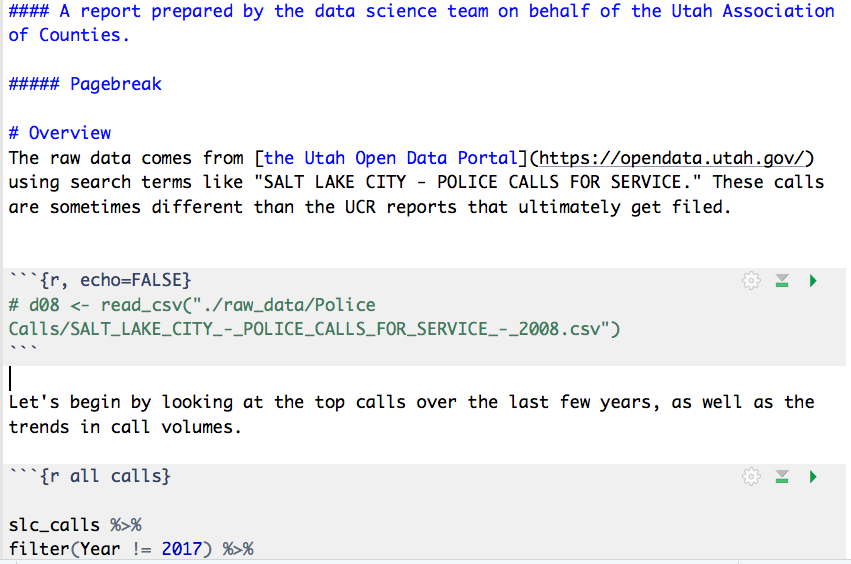 #### A report prepared by the data science team on behalf of the Utah Association
of Counties.
##### Pagebreak
# Overview
The raw data comes from [the Utah Open Data Portal](https://opendata.utah.gov/)
using search terms like "SALT LAKE CITY - POLICE CALLS FOR SERVICE." These calls
are sometimes different than the UCR reports that ultimately get filed.
```{r, echo=FALSE}
# d08 <- read_csv("./raw_data/Police
Calls/SALT_LAKE_CITY_-_POLICE_CALLS_FOR_SERVICE_-_2008.csv")
```
Let's begin by looking at the top calls over the last few years, as well as the
trends in call volumes.
```{r all calls}
slc_calls %>%
filter(Year != 2017) %>%